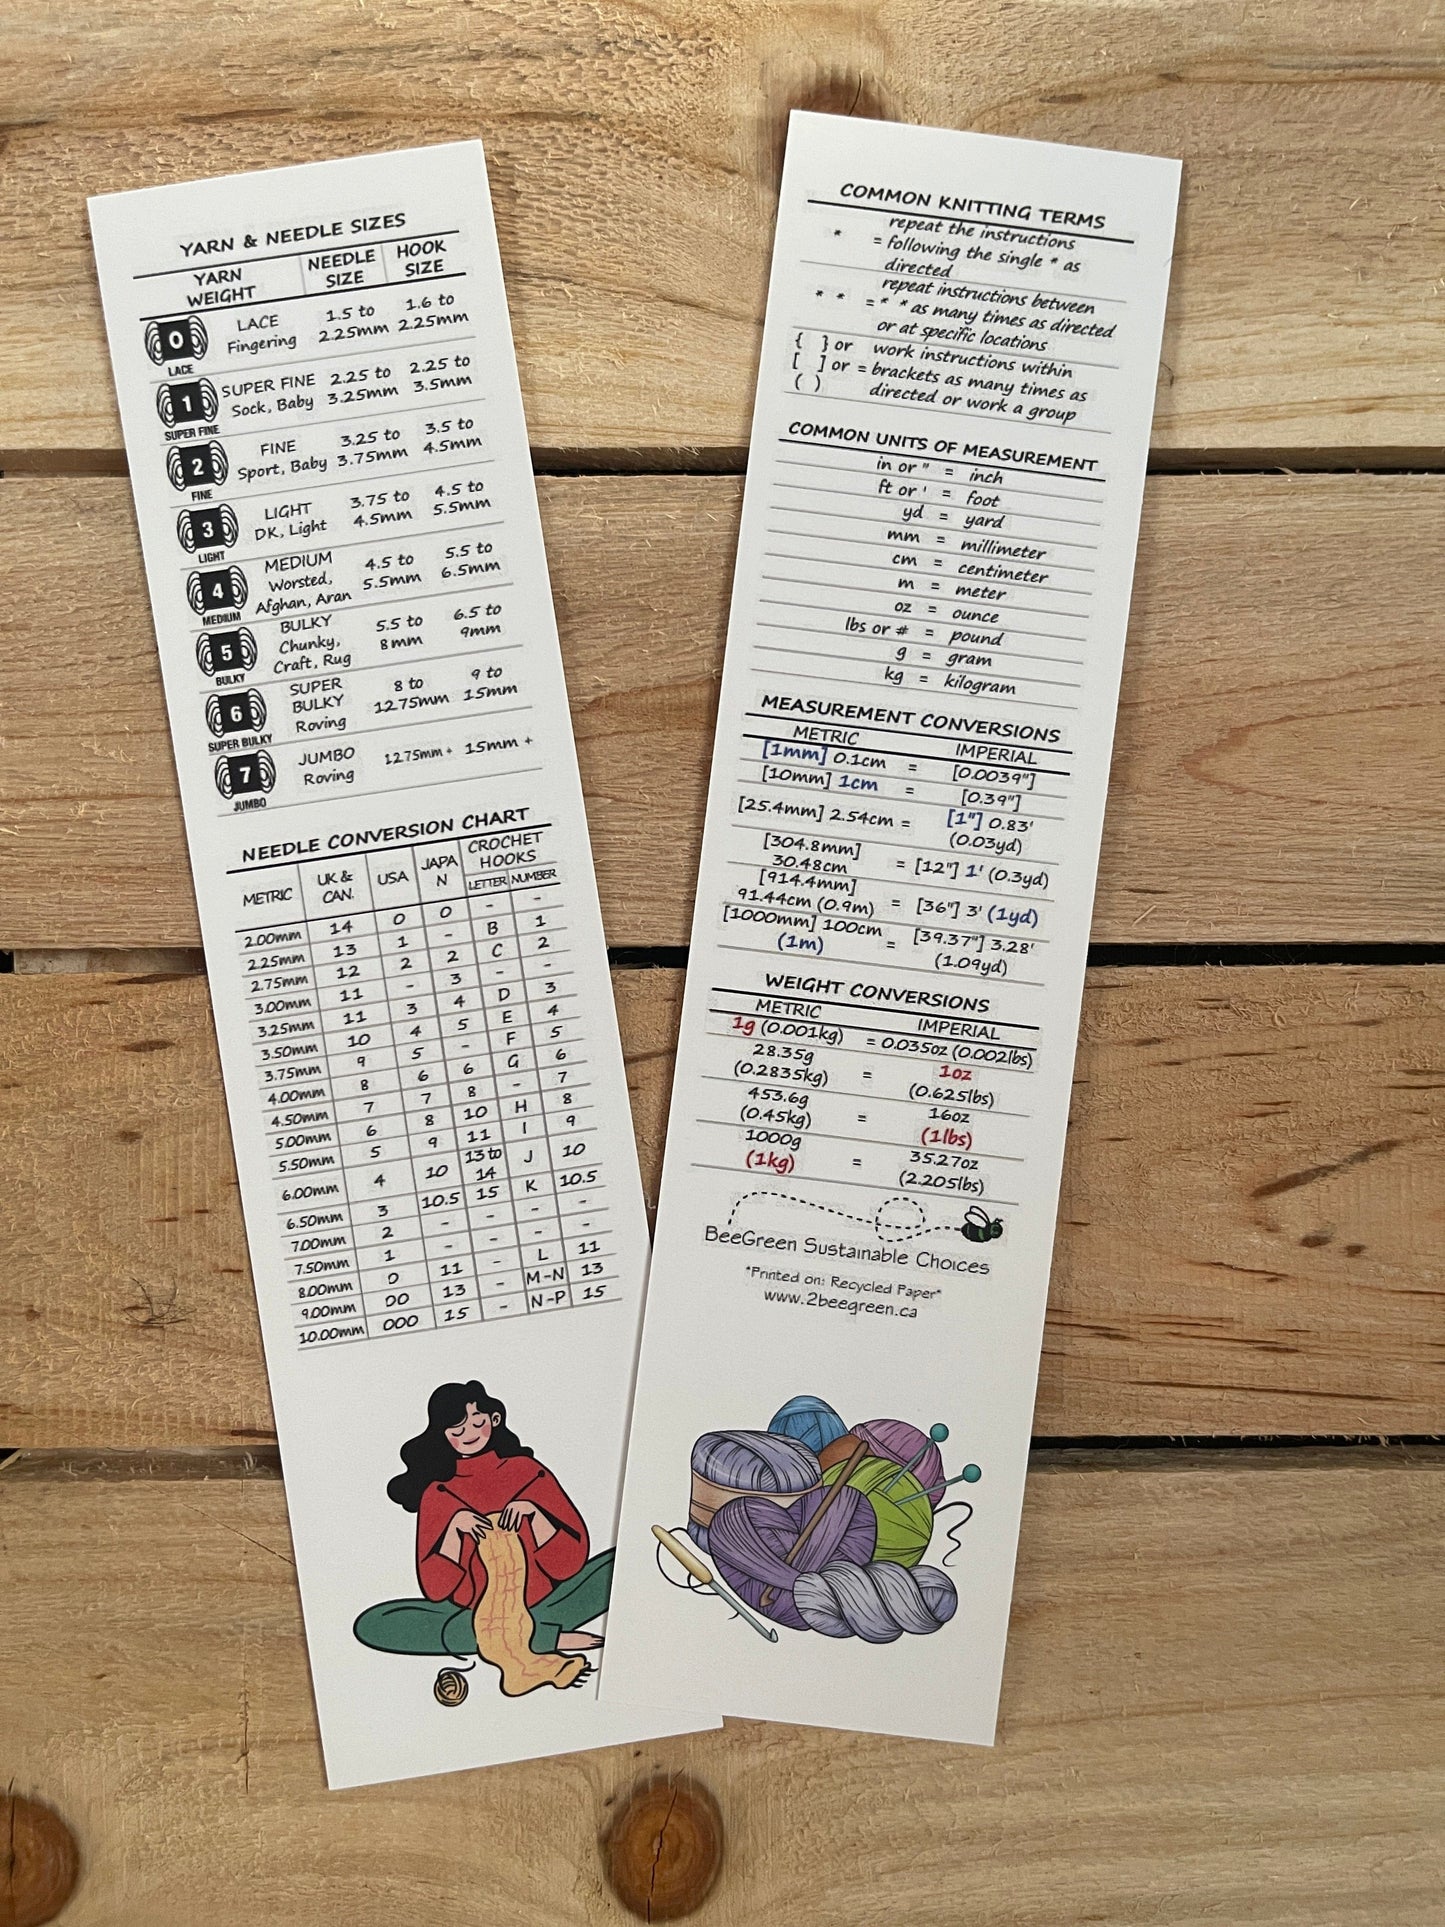 YARN & NEEDLE SIZES
YARN WEIGHT NEEDLE SIZE HOOK SIZE
0 LACE
LACE Fingering 1.5 to 2.25mm 1.6 to 2.25mm
1 SUPER FINE
SUPER FINE Sock, Baby 2.25 to 3.25mm 2.25 to 3.5mm
2 FINE
FINE Sport, Baby 3.25 to 3.75mm 3.5 to 4.5mm
3 LIGHT
LIGHT DK, Light 3.75 to 4.5mm 4.5 to 5.5mm
4 MEDIUM
MEDIUM Worsted, Afghan, Aran 4.5 to 5.5mm 5.5 to 6.5mm
5 BULKY
BULKY Chunky, Craft, Rug 5.5 to 8mm 6.5 to 9mm
6 SUPER BULKY
SUPER BULKY Roving 8 to 12.75mm 9 to 15mm
7 JUMBO
JUMBO Roving 12.75mm + 15mm +
NEEDLE CONVERSION CHART
METRIC UK & CAN. USA JAPAN CROCHET HOOKS
LETTER NUMBER
2.00mm 14 0 0 - -
2.25mm 13 1 - B 1
2.75mm 12 2 2 C 2
3.00mm 11 - 3 - -
3.25mm 11 3 4 D 3
3.50mm 10 4 5 E 4
3.75mm 9 5 - F 5
4.00mm 8 6 6 G 6
4.50mm 7 7 8 - 7
5.00mm 6 8 10 H 8
5.50mm 5 9 11 I 9
6.00mm 4 10 13 to 14 J 10
6.50mm 3 10.5 15 K 10.5
7.00mm 2 - - - -
7.50mm 1 - - - -
8.00mm 0 11 - L 11
9.00mm 00 13 - M-N 13
10.00mm 000 15 - N-P 15
COMMON KNITTING TERMS
* = repeat the instructions
following the single * as
directed
* * = repeat instructions between
* * as many times as directed
or at specific locations
{ } or work instructions within
[ ] or = brackets as many times as
( ) directed or work a group
COMMON UNITS OF MEASUREMENT
in or " = inch
ft or ' = foot
yd = yard
mm = millimeter
cm = centimeter
m = meter
oz = ounce
lbs or # = pound
g = gram
kg = kilogram
MEASUREMENT CONVERSIONS
METRIC IMPERIAL
[1mm] 0.1cm = [0.0039"]
[10mm] 1cm = [0.39"]
[25.4mm] 2.54cm = [1"] 0.83' (0.03yd)
[304.8mm] 30.48cm = [12"] 1' (0.3yd)
[914.4mm] 91.44cm (0.9m) = [36"] 3' (1yd)
[1000mm] 100cm (1m) = [39.37"] 3.28' (1.09yd)
WEIGHT CONVERSIONS
METRIC IMPERIAL
1g (0.001kg) = 0.035oz (0.002lbs)
28.35g (0.2835kg) = 1oz (0.625lbs)
453.6g (0.45kg) = 16oz (1lbs)
1000g (1kg) = 35.27oz (2.205lbs)
BeeGreen Sustainable Choices
*Printed on: Recycled Paper*
www.2beegreen.ca